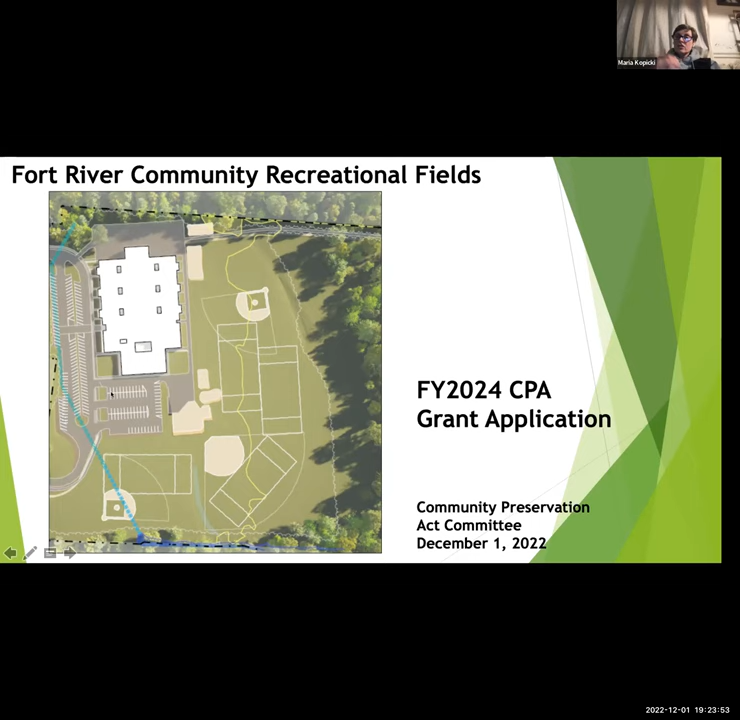 Maria Kopicki
Fort River Community Recreational Fields
FY2024 CPA
Grant Application
Community Preservation
Act Committee
December 1, 2022
2022-12-01 19:23:53